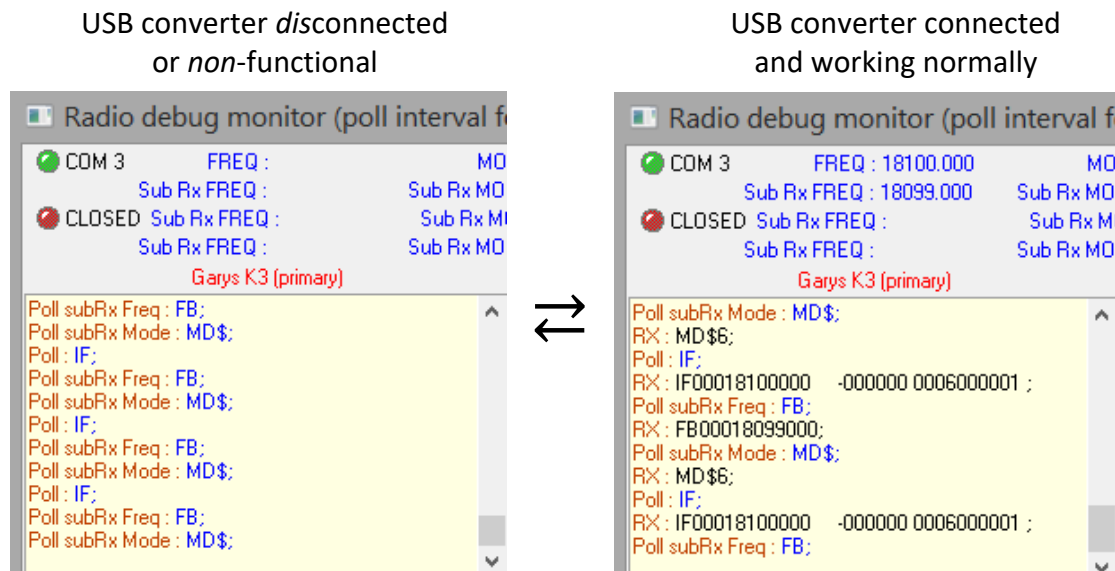 USB converter disconnected
or non-functional
Radio debug monitor (poll interval f
COM 3 FREQ : MO
Sub Rx FREQ : Sub Rx MO
CLOSED Sub Rx FREQ : Sub Rx M
Sub Rx FREQ : Sub Rx MO
Garys K3 (primary)
Poll subRx Freq : FB;
Poll subRx Mode : MD$;
Poll : IF;
Poll subRx Freq : FB;
Poll subRx Mode : MD$;
Poll : IF;
Poll subRx Freq : FB;
Poll subRx Mode : MD$;
Poll : IF;
Poll subRx Freq : FB;
Poll subRx Mode : MD$;
USB converter connected
and working normally
Radio debug monitor (poll interval f
COM 3 FREQ : 18100.000 MO
Sub Rx FREQ : 18099.000 Sub Rx MO
CLOSED Sub Rx FREQ : Sub Rx M
Sub Rx FREQ : Sub Rx MO
Garys K3 (primary)
Poll subRx Mode : MD$;
RX : MD$6;
Poll : IF;
RX : IF00018100000 -000000 0006000001 ;
Poll subRx Freq : FB;
RX : FB00018099000;
Poll subRx Mode : MD$;
RX : MD$6;
Poll : IF;
RX : IF00018100000 -000000 0006000001 ;
Poll subRx Freq : FB;